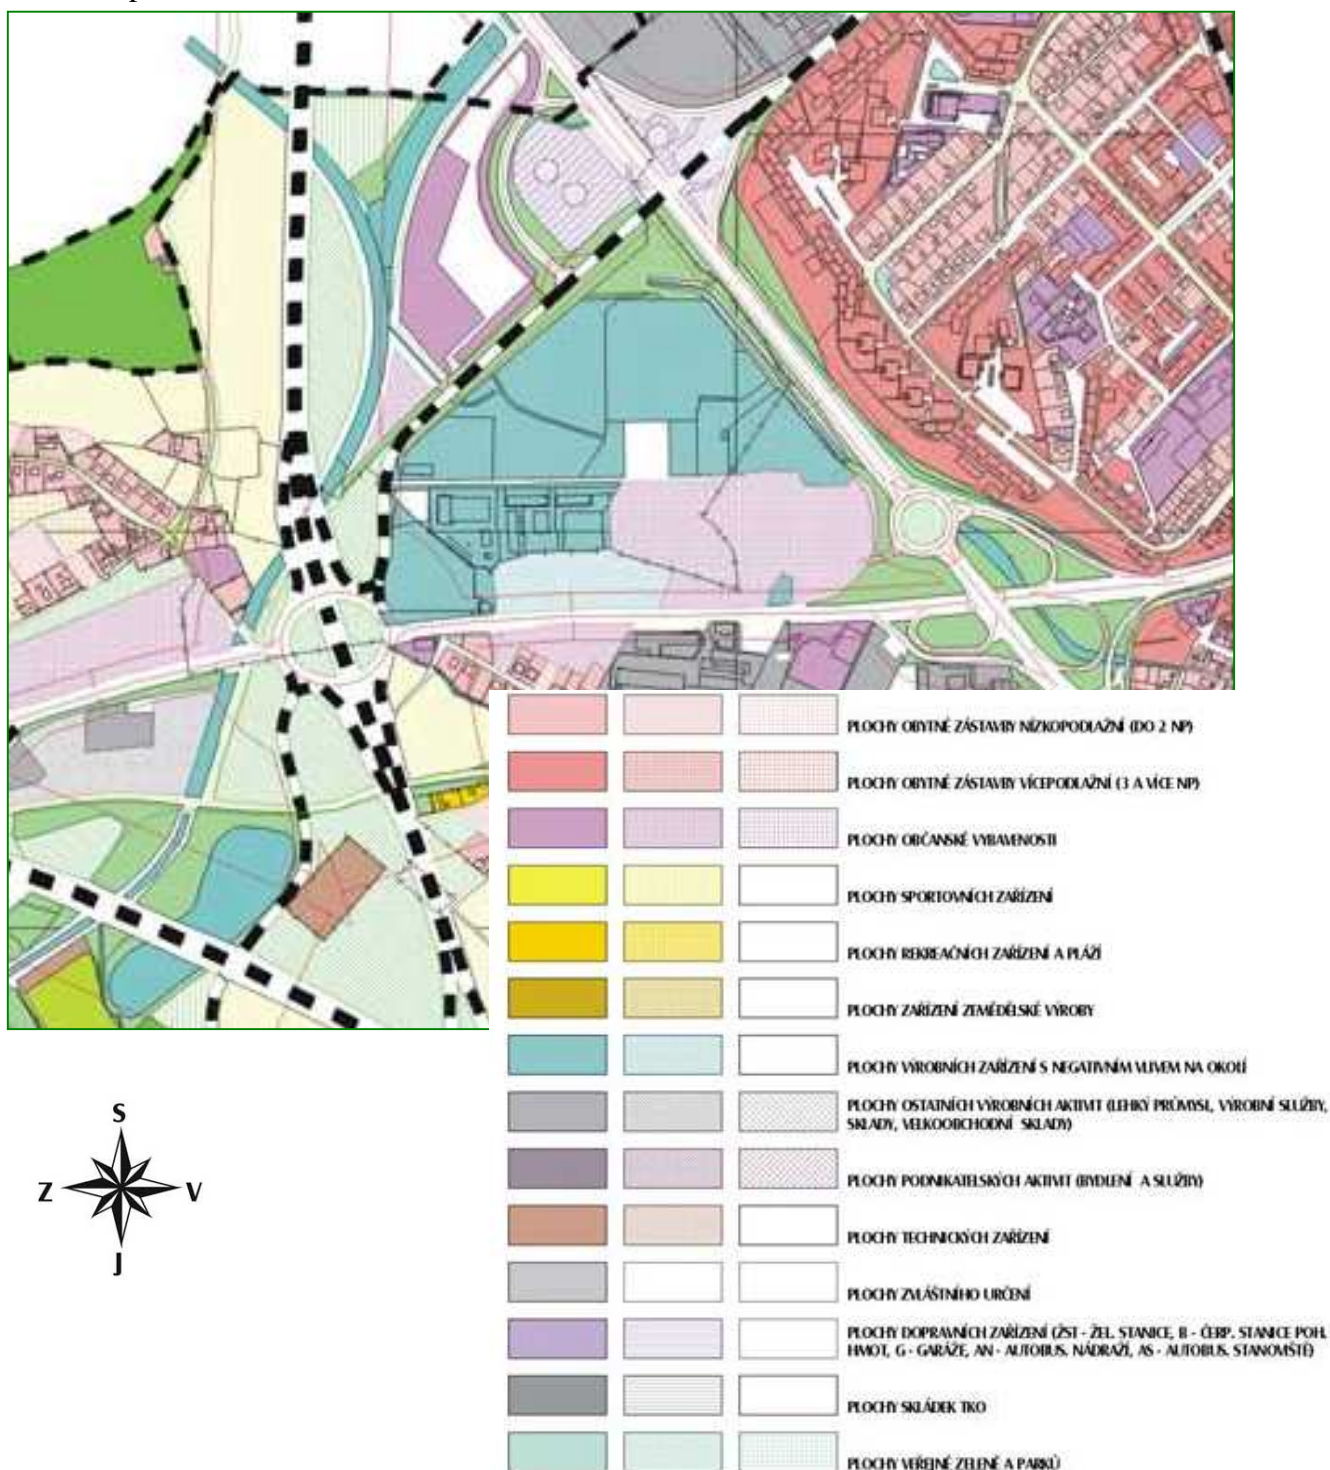 PLOCHY OBYTNÉ ZÁSTAVBY NÍZKOPODLAŽNÍ (DO 2 NP)
PLOCHY OBYTNÉ ZÁSTAVBY VÍCEPODLAŽNÍ (3 A VÍCE NP)
PLOCHY OBČANSKÉ VYBAVENOSTI
PLOCHY SPORTOVNÍCH ZAŘÍZENÍ
PLOCHY REKREAČNÍCH ZAŘÍZENÍ A PLÁŽÍ
PLOCHY ZAŘÍZENÍ ZEMĚDĚLSKÉ VÝROBY
PLOCHY VÝROBNÍCH ZAŘÍZENÍ S NEGATIVNÍM VLIVEM NA OKOLÍ
PLOCHY OSTATNÍCH VÝROBNÍCH AKTIVIT (LEHKÝ PRŮMYSL, VÝROBNÍ SLUŽBY,
SKLADY, VELKOOBCHODNÍ SKLADY)
PLOCHY PODNIKATELSKÝCH AKTIVIT (BYDLENÍ A SLUŽBY)
PLOCHY TECHNICKÝCH ZAŘÍZENÍ
PLOCHY ZVLÁŠTNÍHO URČENÍ
PLOCHY DOPRAVNÍCH ZAŘÍZENÍ (ŽST - ŽEL. STANICE, B - ČERP. STANICE POH.
HMOT, G - GARÁŽE, AN - AUTOBUS. NÁDRAŽÍ, AS - AUTOBUS. STANOVIŠTĚ)
PLOCHY SKLÁDEK TKO
PLOCHY VEŘEJNÉ ZELENĚ A PARKŮ
S
Z V
J